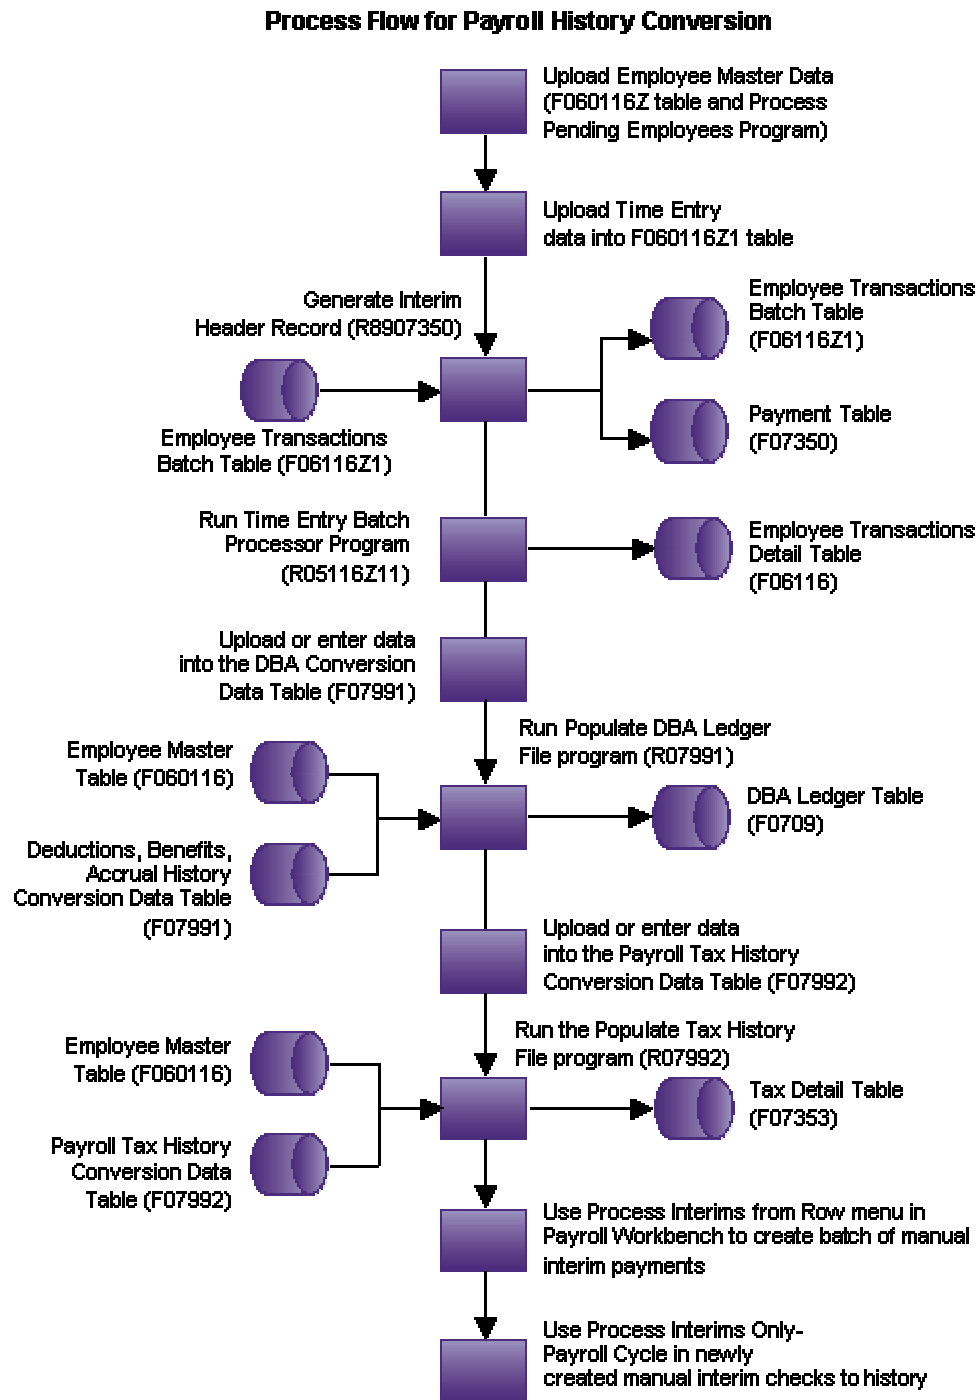 Process Flow for Payroll History Conversion
Upload Employee Master Data
(F060116Z table and Process
Pending Employees Program)
Upload Time Entry
data into F060116Z1 table
Generate Interim
Header Record (R8907350)
Employee Transactions
Batch Table
(F06116Z1)
Employee Transactions
Batch Table (F06116Z1)
Payment Table
(F07350)
Run Time Entry Batch
Processor Program
(R05116Z11)
Employee Transactions
Detail Table
(F06116)
Upload or enter data
into the DBA Conversion
Data Table (F07991)
Run Populate DBA Ledger
File program (R07991)
Employee Master
Table (F060116)
DBA Ledger Table
(F0709)
Deductions, Benefits,
Accrual History
Conversion Data Table
(F07991)
Upload or enter data
into the Payroll Tax History
Conversion Data Table (F07992)
Run the Populate Tax History
File program (R07992)
Employee Master
Table (F060116)
Tax Detail Table
(F07353)
Payroll Tax History
Conversion Data
Table (F07992)
Use Process Interims from Row menu in
Payroll Workbench to create batch of manual
interim payments
Use Process Interims Only-
Payroll Cycle in newly
created manual interim checks to history